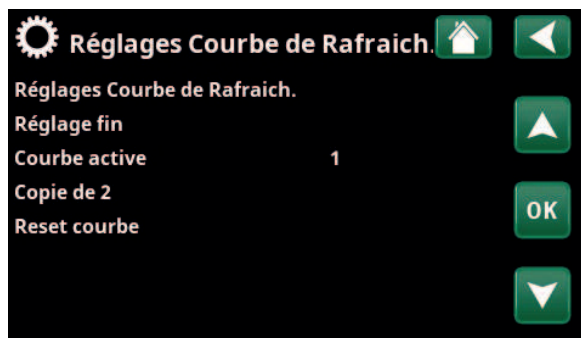 Réglages Courbe de Rafraich.
Réglages Courbe de Rafraich.
Réglage fin
Courbe active 1
Copie de 2
OK
Reset courbe